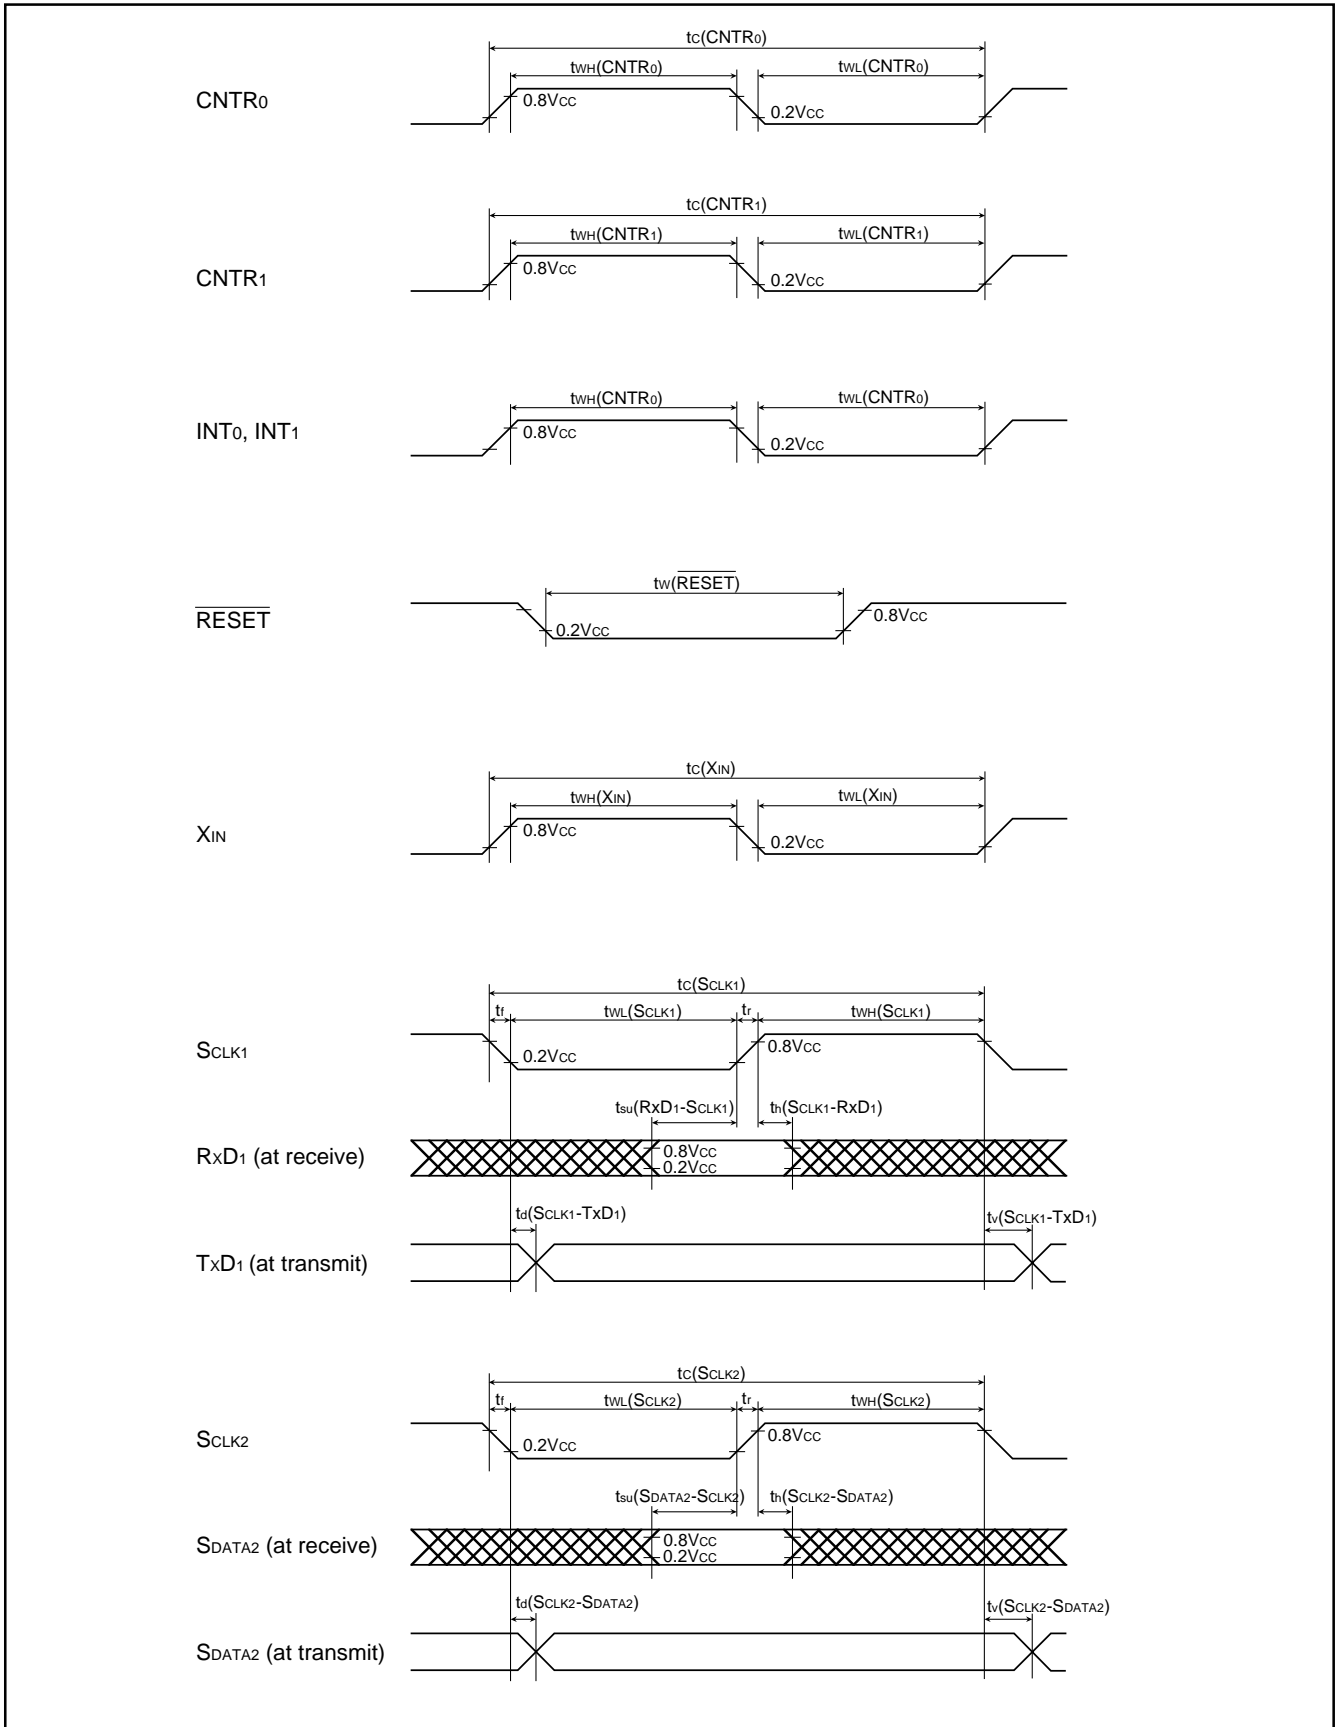 tC(CNTR0)
tWH(CNTR0) tWL(CNTR0)
CNTR0
0.8VCC
0.2VCC
tC(CNTR1)
tWH(CNTR1) tWL(CNTR1)
CNTR1
0.8VCC
0.2VCC
tWH(CNTR0) tWL(CNTR0)
INT0, INT1
0.8VCC
0.2VCC
tW(RESET)
RESET
0.2VCC
0.8VCC
tC(XIN)
tWH(XIN) tWL(XIN)
XIN
0.8VCC
0.2VCC
tC(SCLK1)
tf tWL(SCLK1) tr tWH(SCLK1)
SCLK1
0.2VCC
0.8VCC
tsu(RxD1-SCLK1) th(SCLK1-RxD1)
RXD1 (at receive)
0.8VCC
0.2VCC
td(SCLK1-TxD1) tv(SCLK1-TxD1)
TXD1 (at transmit)
tC(SCLK2)
tf tWL(SCLK2) tr tWH(SCLK2)
SCLK2
0.2VCC
0.8VCC
tsu(SDATA2-SCLK2) th(SCLK2-SDATA2)
SDATA2 (at receive)
0.8VCC
0.2VCC
td(SCLK2-SDATA2) tv(SCLK2-SDATA2)
SDATA2 (at transmit)